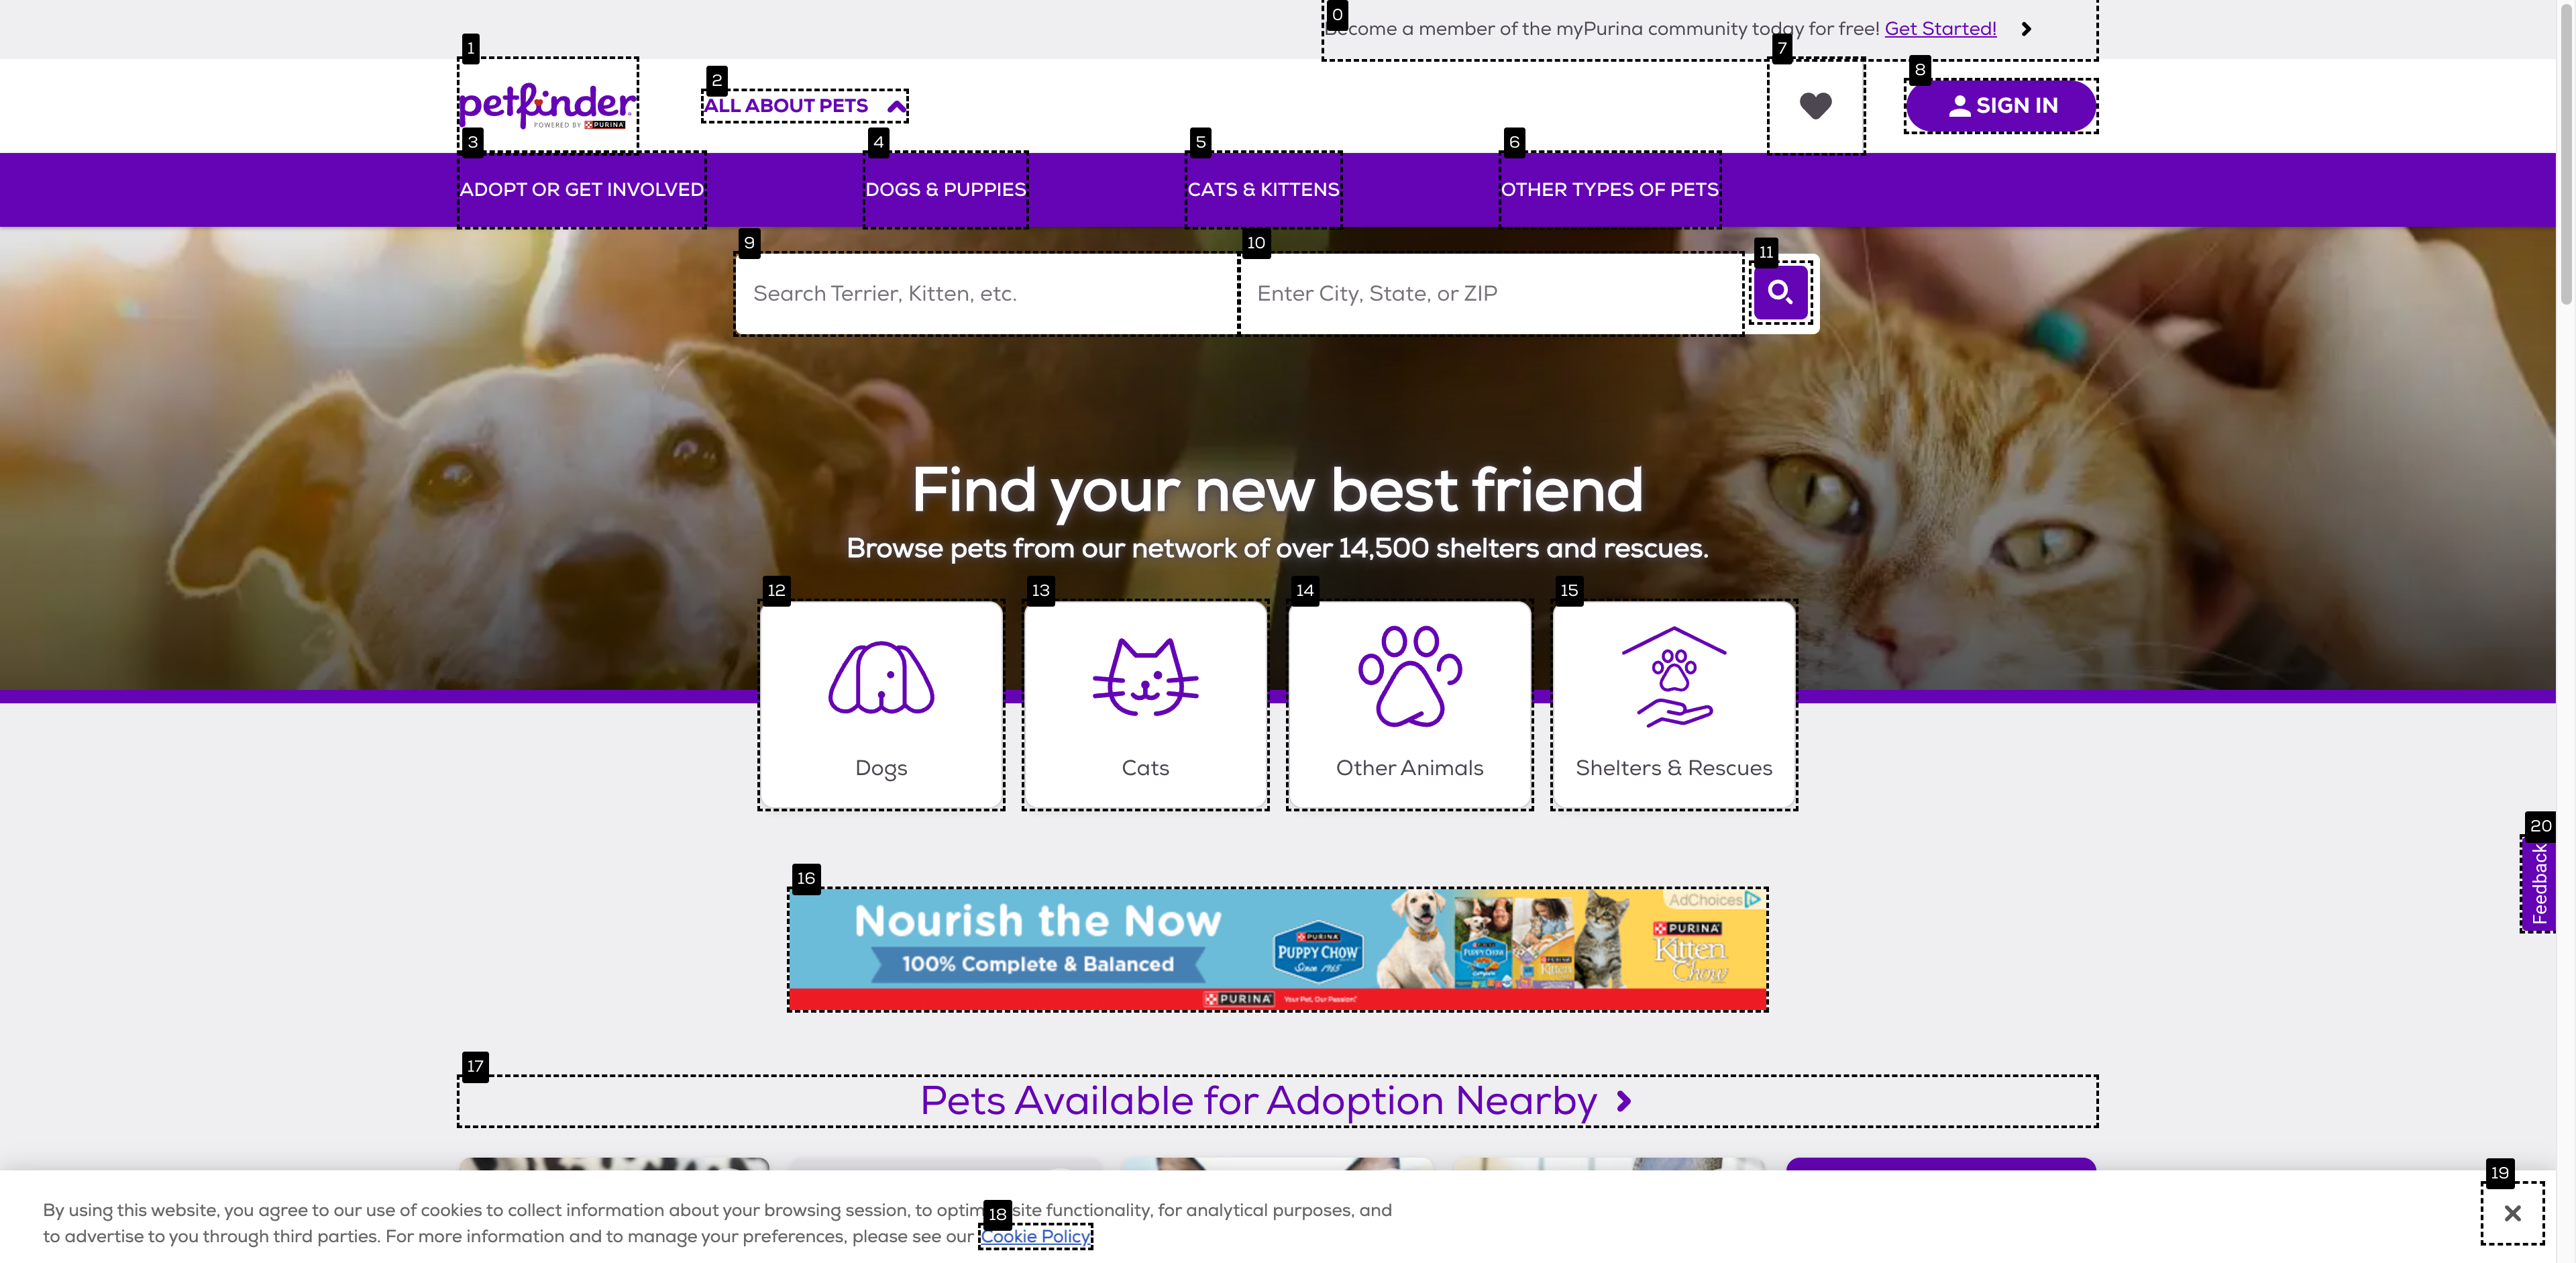 0
Become a member of the myPurina community today for free! Get Started!
1
2
7
8
petfinder
POWERED BY PURINA
ALL ABOUT PETS
SIGN IN
3
4
5
6
ADOPT OR GET INVOLVED
DOGS & PUPPIES
CATS & KITTENS
OTHER TYPES OF PETS
9
10
11
Search Terrier, Kitten, etc.
Enter City, State, or ZIP
Find your new best friend
Browse pets from our network of over 14,500 shelters and rescues.
12
13
14
15
Dogs
Cats
Other Animals
Shelters & Rescues
20
Feedback
16
Nourish the Now
100% Complete & Balanced
PURINA
PUPPY CHOW
Since 1965
AdChoices
PURINA
Kitten
Chow
PURINA Your Pet, Our Passion.
17
Pets Available for Adoption Nearby
19
By using this website, you agree to our use of cookies to collect information about your browsing session, to optim 18 site functionality, for analytical purposes, and
to advertise to you through third parties. For more information and to manage your preferences, please see our Cookie Policy